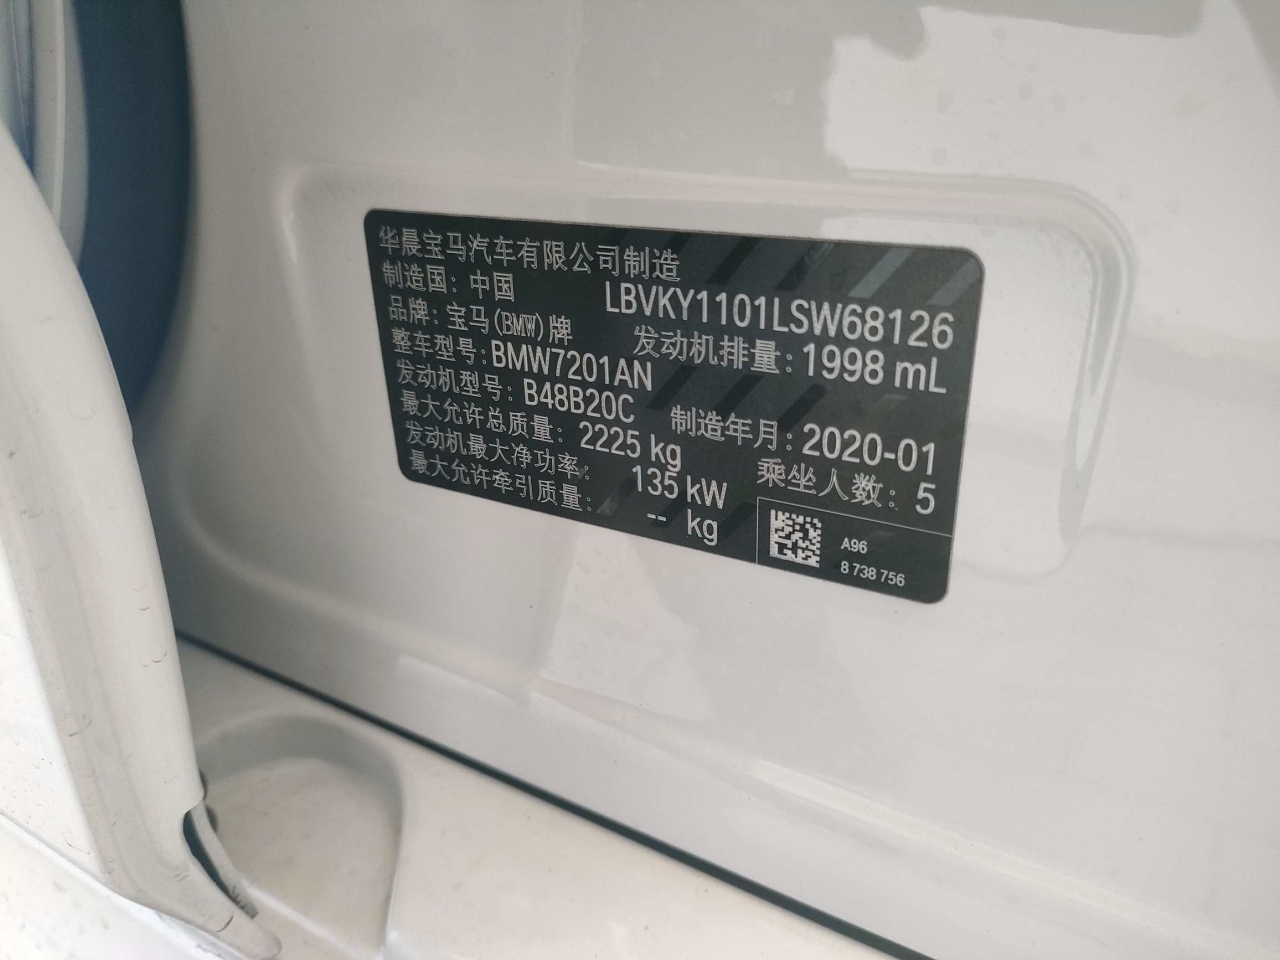 华晨宝马汽车有限公司制造
制造国：中国
LBVKY1101LSW68126
品牌：宝马(BMW)牌
发动机排量：1998 mL
整车型号：BMW7201AN
发动机型号：B48B20C
制造年月：2020-01
最大允许总质量：2225 kg
乘坐人数：5
发动机最大净功率：135 kW
最大允许牵引质量：-- kg
A96
8 738 756